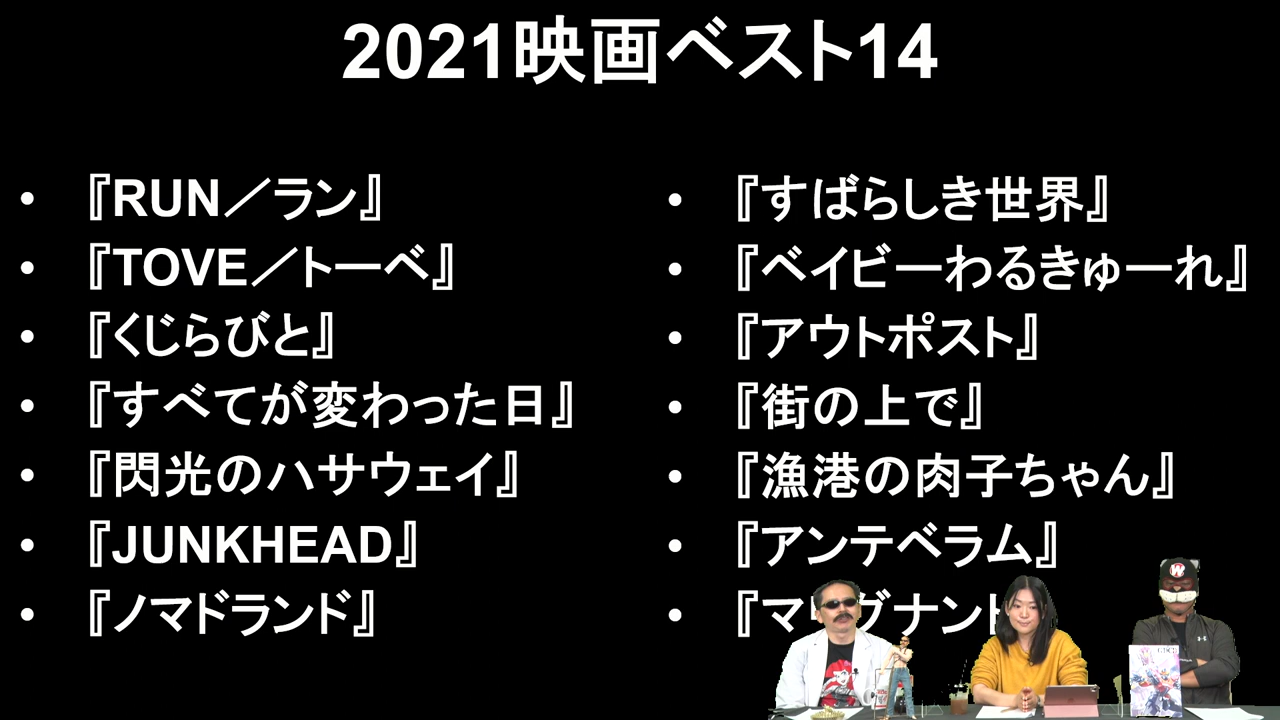 2021映画ベスト14
• 『RUN／ラン』
• 『TOVE／トーベ』
• 『くじらびと』
• 『すべてが変わった日』
• 『閃光のハサウェイ』
• 『JUNKHEAD』
• 『ノマドランド』
• 『すばらしき世界』
• 『ベイビーわるきゅーれ』
• 『アウトポスト』
• 『街の上で』
• 『漁港の肉子ちゃん』
• 『アンテベラム』
• 『マリグナント
W